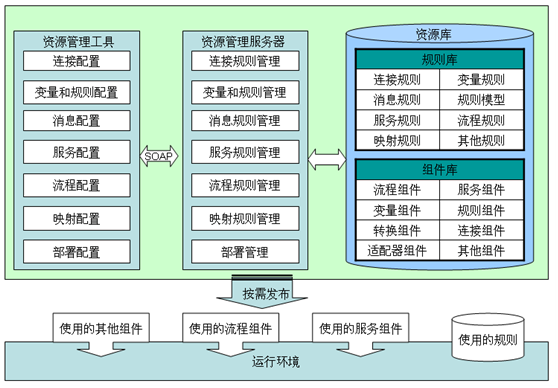 资源管理工具
连接配置
变量和规则配置
消息配置
服务配置
流程配置
映射配置
部署配置
SOAP
资源管理服务器
连接规则管理
变量和规则管理
消息规则管理
服务规则管理
流程规则管理
映射规则管理
部署管理
资源库
规则库
连接规则 变量规则
消息规则 规则模型
服务规则 流程规则
映射规则 其他规则
组件库
流程组件 服务组件
变量组件 规则组件
转换组件 连接组件
适配器组件 其他组件
按需发布
使用的其他组件
使用的流程组件
使用的服务组件
使用的规则
运行环境